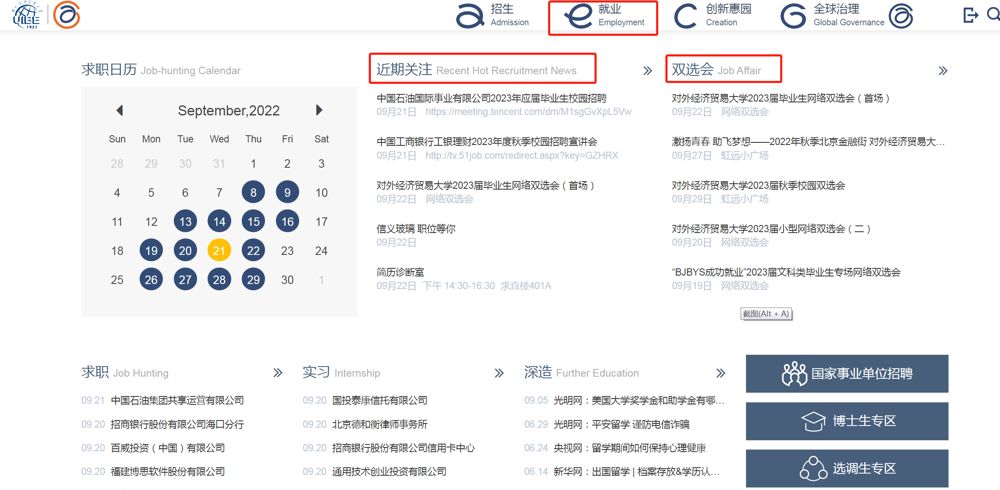 UIBE
1951
招生
Admission
就业
Employment
创新惠园
Creation
全球治理
Global Governance
求职日历 Job-hunting Calendar
September,2022
Sun Mon Tue Wed Thu Fri Sat
28 29 30 31 1 2 3
4 5 6 7 8 9 10
11 12 13 14 15 16 17
18 19 20 21 22 23 24
25 26 27 28 29 30 1
近期关注 Recent Hot Recruitment News
中国石油国际事业有限公司2023年应届毕业生校园招聘
09月21日 https://meeting.tencent.com/dm/M1sgGvXpL5Vw
中国工商银行工银理财2023年度秋季校园招聘宣讲会
09月21日 http://tv.51job.com/redirect.aspx?key=GZHRX
对外经济贸易大学2023届毕业生网络双选会（首场）
09月22日 网络双选会
信义玻璃 职位等你
09月22日
简历诊断室
09月22日 下午 14:30-16:30 求真楼401A
双选会 Job Affair
对外经济贸易大学2023届毕业生网络双选会（首场）
09月22日 网络双选会
激扬青春 助飞梦想——2022年秋季北京金融街 对外经济贸易大…
09月27日 虹远小广场
对外经济贸易大学2023届秋季校园双选会
09月29日 虹远小广场
对外经济贸易大学2023届小型网络双选会（二）
09月20日 网络双选会
“BJBYS成功就业”2023届文科类毕业生专场网络双选会
09月19日 网络双选会
截图(Alt + A)
求职 Job Hunting
09.21 中国石油集团共享运营有限公司
09.20 招商银行股份有限公司海口分行
09.20 百威投资（中国）有限公司
09.20 福建博思软件股份有限公司
实习 Internship
09.20 国投泰康信托有限公司
09.20 北京德和衡律师事务所
09.20 招商银行股份有限公司信用卡中心
09.20 通用技术创业投资有限公司
深造 Further Education
09.05 光明网：美国大学奖学金和助学金有哪…
06.29 光明网：平安留学 谨防电信诈骗
06.24 央视网：留学期间如何保持心理健康
06.14 新华网：出国留学 | 档案存放&学历认…
国家事业单位招聘
博士生专区
选调生专区